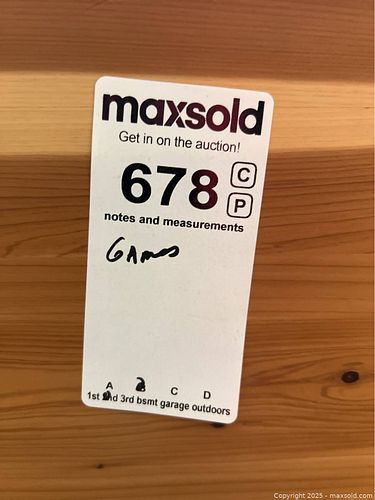 maxsold
Get in on the auction!
678 C
P
notes and measurements
Games
A B C D
1st 2nd 3rd bsmt garage outdoors
Copyright 2025 - maxsold.com